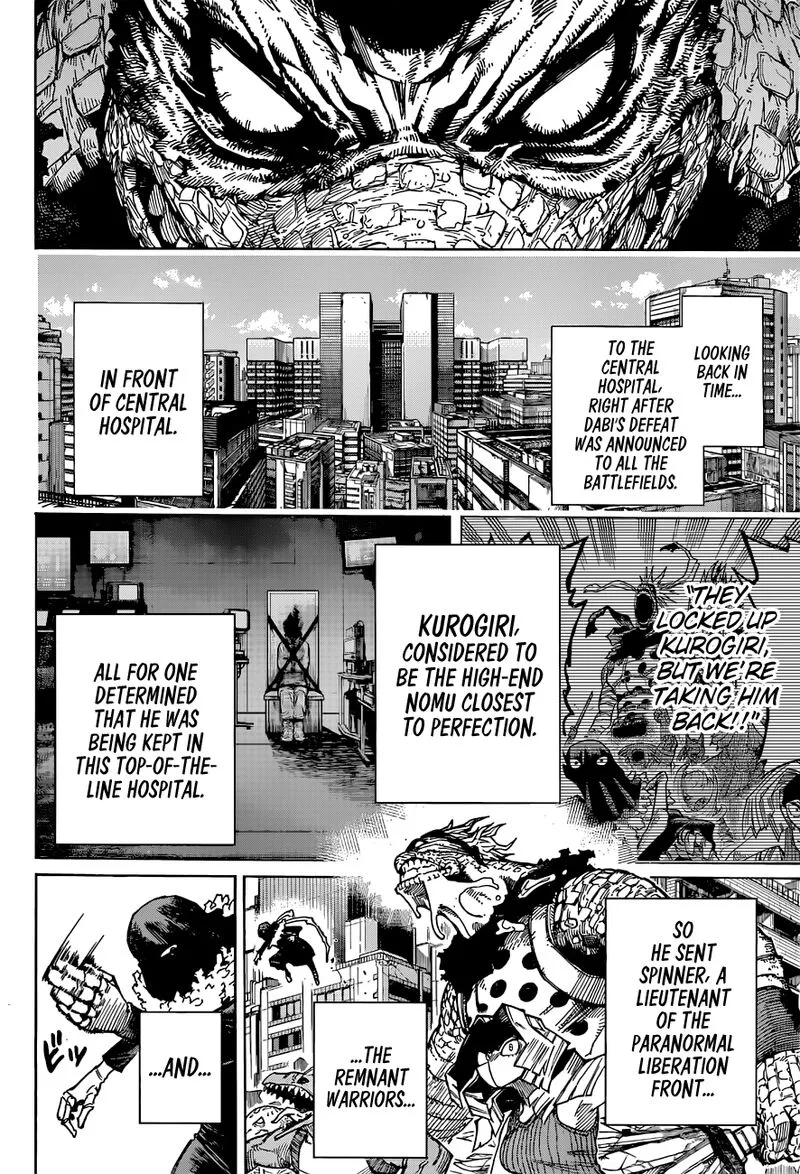 LOOKING
BACK IN
TIME...
TO THE
CENTRAL
HOSPITAL,
RIGHT AFTER
DABI'S DEFEAT
WAS ANNOUNCED
TO ALL THE
BATTLEFIELDS.
IN FRONT
OF CENTRAL
HOSPITAL.
"THEY
LOCKED UP
KUROGIRI,
BUT WE'RE
TAKING HIM
BACK!!"
KUROGIRI,
CONSIDERED TO
BE THE HIGH-END
NOMU CLOSEST
TO PERFECTION.
ALL FOR ONE
DETERMINED
THAT HE WAS
BEING KEPT IN
THIS TOP-OF-THE-
LINE HOSPITAL.
SO
HE SENT
SPINNER, A
LIEUTENANT
OF THE
PARANORMAL
LIBERATION
FRONT...
...THE
REMNANT
WARRIORS...
...AND...
ビッ